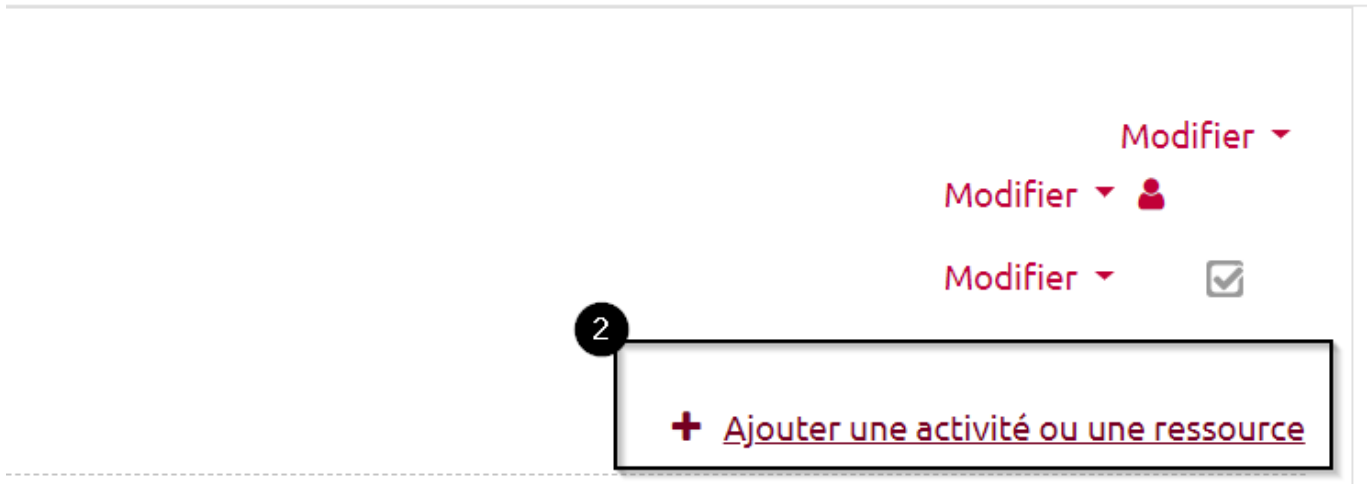 Modifier
Modifier
Modifier
2
Ajouter une activité ou une ressource